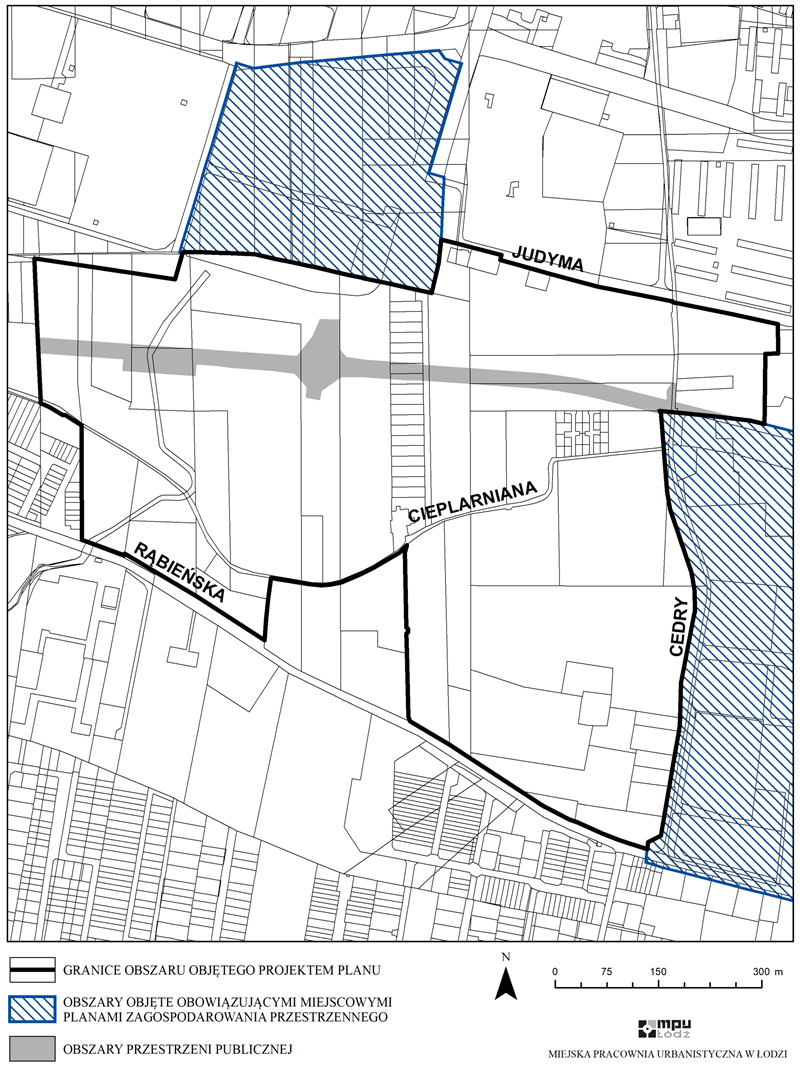 JUDYMA
CIEPLARNIANA
RĄBIEŃSKA
CEDRY
GRANICE OBSZARU OBJĘTEGO PROJEKTEM PLANU
OBSZARY OBJĘTE OBOWIĄZUJĄCYMI MIEJSCOWYMI
PLANAMI ZAGOSPODAROWANIA PRZESTRZENNEGO
OBSZARY PRZESTRZENI PUBLICZNEJ
N
0 75 150 300 m
mpu
Łódź
MIEJSKA PRACOWNIA URBANISTYCZNA W ŁODZI